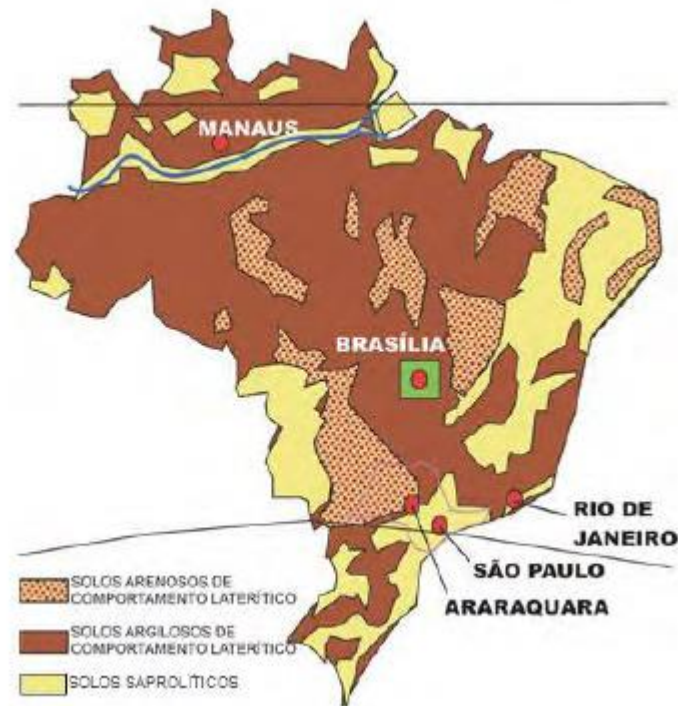 MANAUS
BRASÍLIA
RIO DE
JANEIRO
SÃO PAULO
ARARAQUARA
SOLOS ARENOSOS DE
COMPORTAMENTO LATERÍTICO
SOLOS ARGILOSOS DE
COMPORTAMENTO LATERÍTICO
SOLOS SAPROLÍTICOS